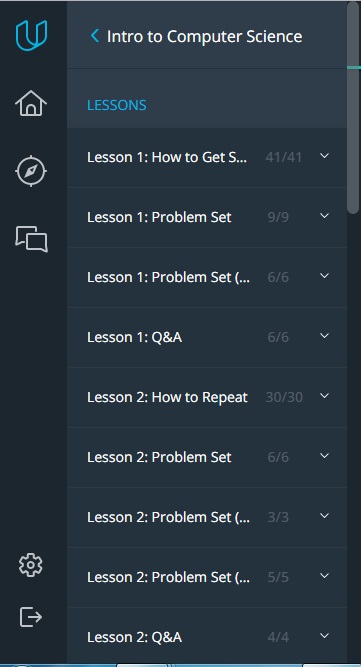 Intro to Computer Science
LESSONS
Lesson 1: How to Get S... 41/41
Lesson 1: Problem Set 9/9
Lesson 1: Problem Set (... 6/6
Lesson 1: Q&A 6/6
Lesson 2: How to Repeat 30/30
Lesson 2: Problem Set 6/6
Lesson 2: Problem Set (... 3/3
Lesson 2: Problem Set (... 5/5
Lesson 2: Q&A 4/4